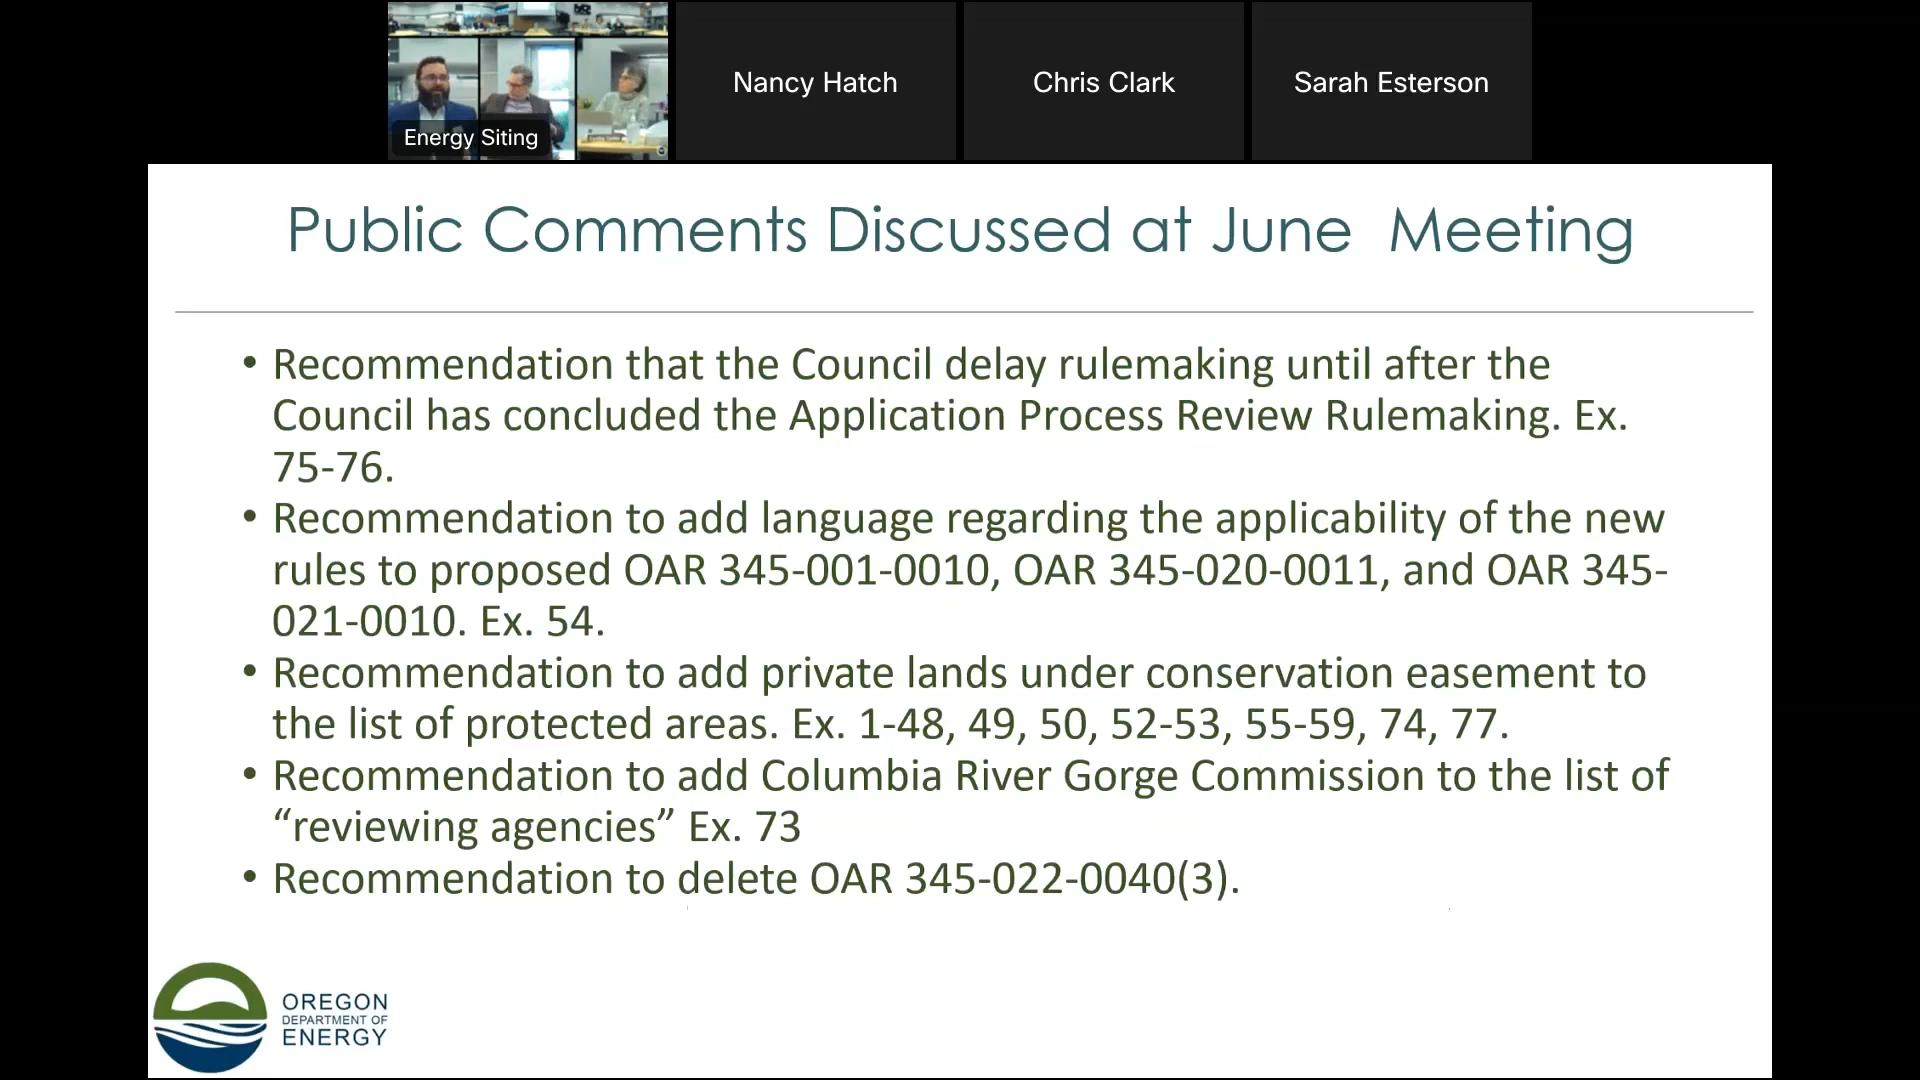 Energy Siting
Nancy Hatch
Chris Clark
Sarah Esterson
Public Comments Discussed at June  Meeting
• Recommendation that the Council delay rulemaking until after the
Council has concluded the Application Process Review Rulemaking. Ex.
75-76.
• Recommendation to add language regarding the applicability of the new
rules to proposed OAR 345-001-0010, OAR 345-020-0011, and OAR 345-
021-0010. Ex. 54.
• Recommendation to add private lands under conservation easement to
the list of protected areas. Ex. 1-48, 49, 50, 52-53, 55-59, 74, 77.
• Recommendation to add Columbia River Gorge Commission to the list of
“reviewing agencies” Ex. 73
• Recommendation to delete OAR 345-022-0040(3).
OREGON
DEPARTMENT OF
ENERGY